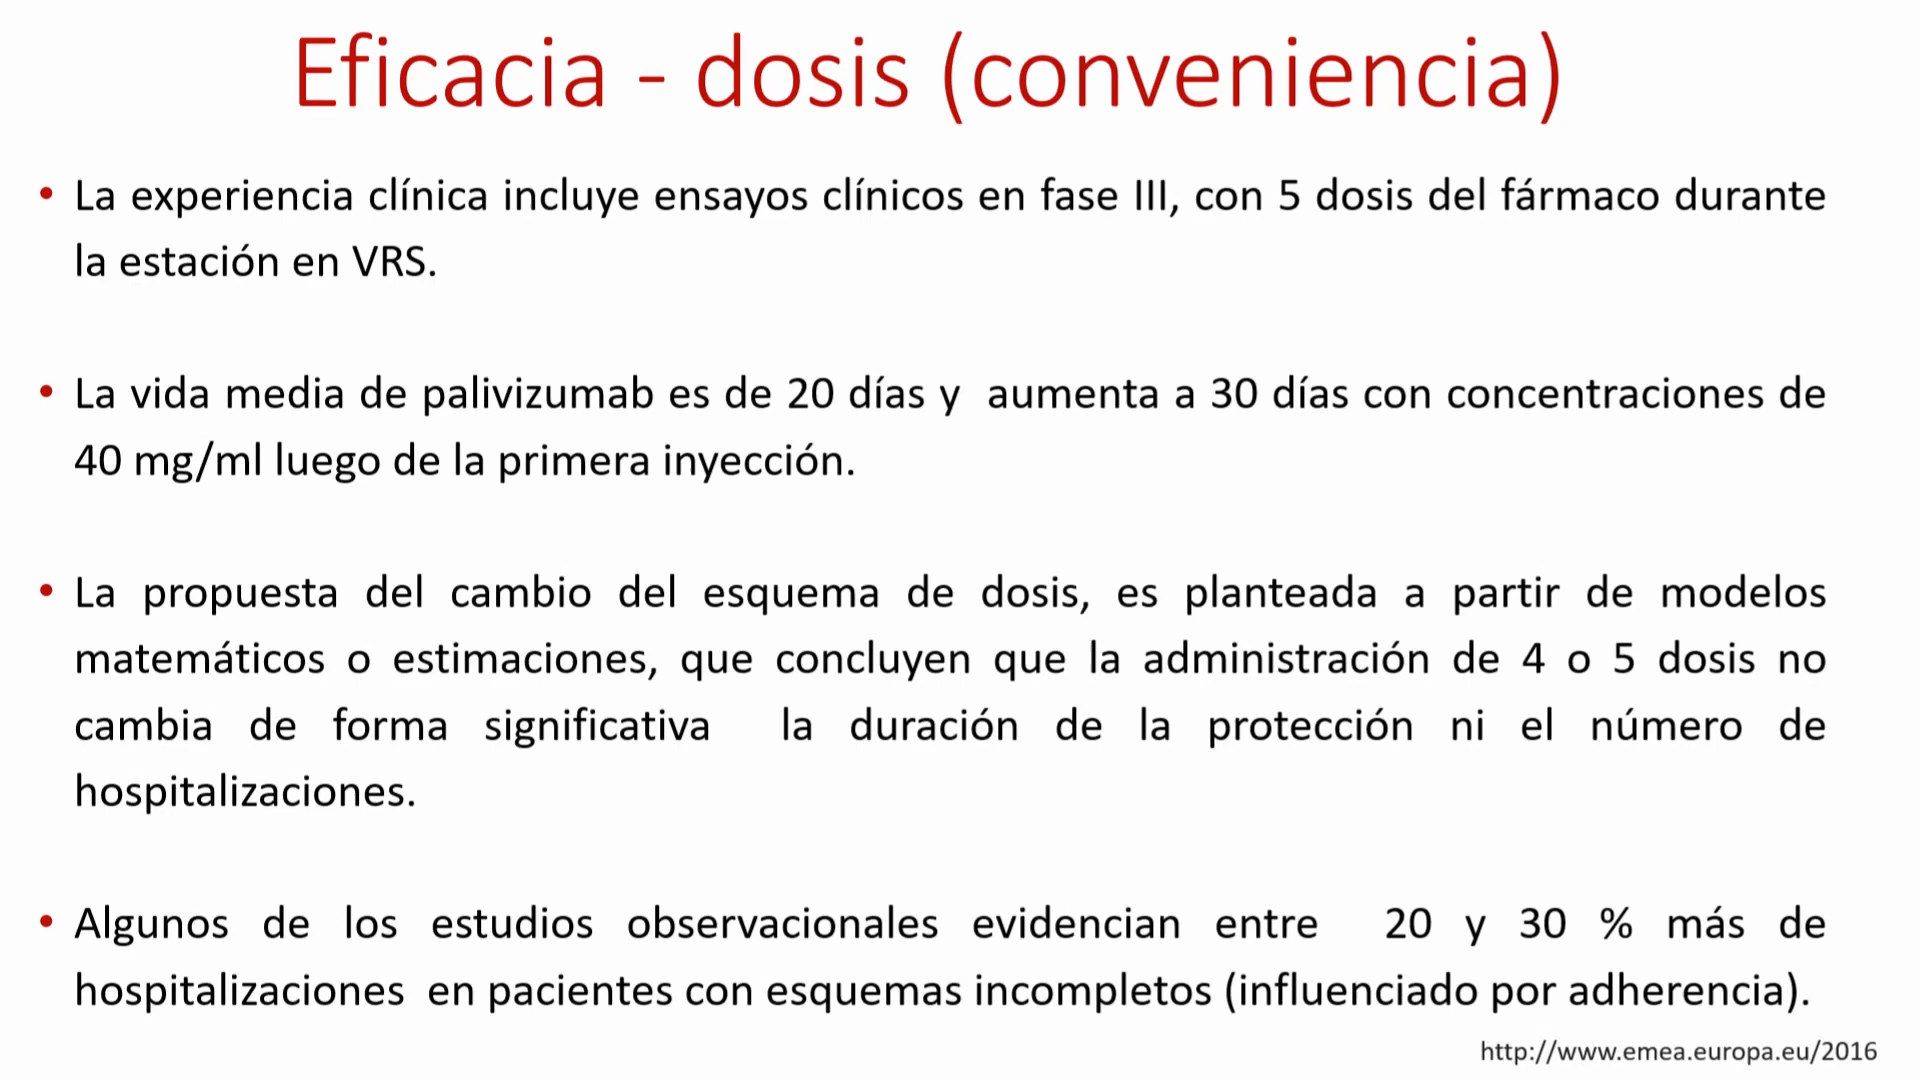 Eficacia - dosis (conveniencia)
• La experiencia clínica incluye ensayos clínicos en fase III, con 5 dosis del fármaco durante
la estación en VRS.
• La vida media de palivizumab es de 20 días y aumenta a 30 días con concentraciones de
40 mg/ml luego de la primera inyección.
• La propuesta del cambio del esquema de dosis, es planteada a partir de modelos
matemáticos o estimaciones, que concluyen que la administración de 4 o 5 dosis no
cambia de forma significativa la duración de la protección ni el número de
hospitalizaciones.
• Algunos de los estudios observacionales evidencian entre 20 y 30 % más de
hospitalizaciones en pacientes con esquemas incompletos (influenciado por adherencia).
http://www.emea.europa.eu/2016